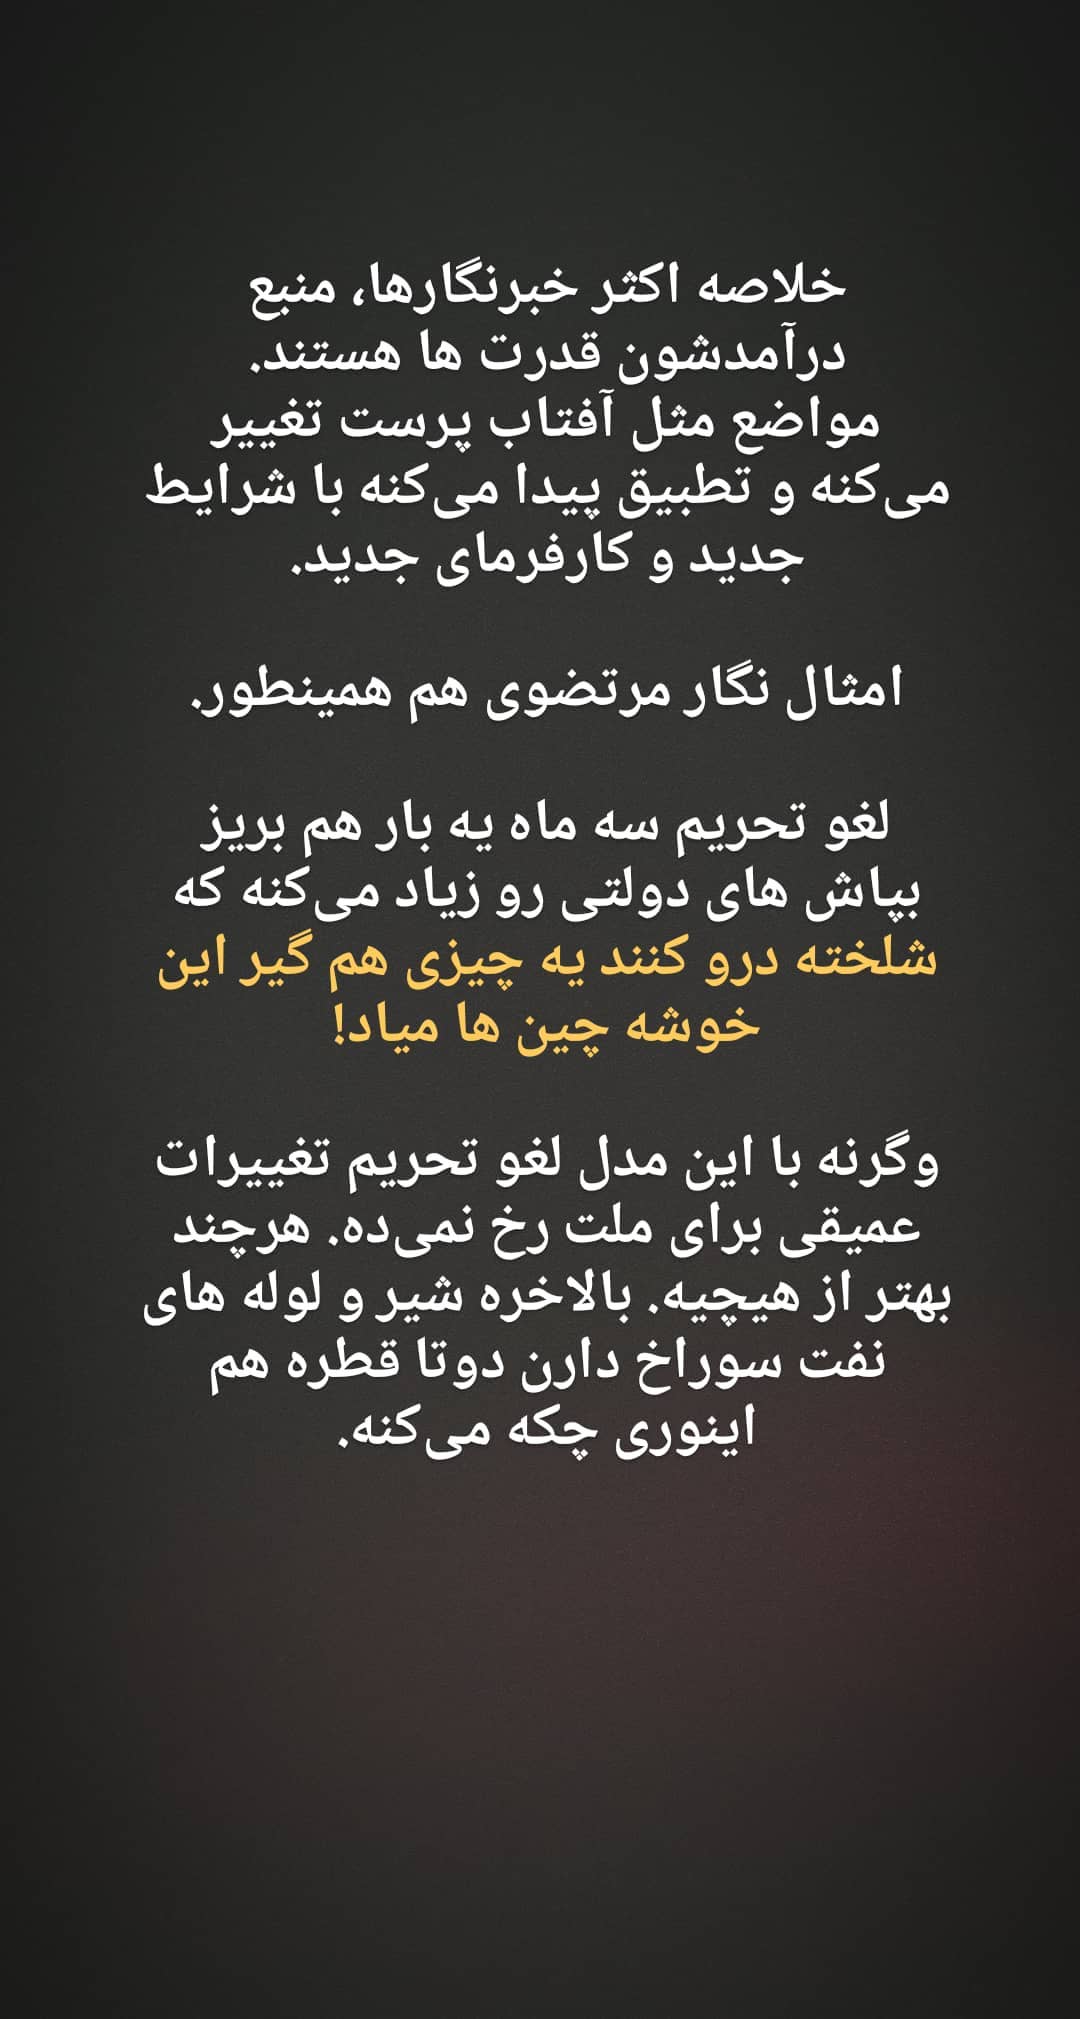 خلاصه اکثر خبرنگارها، منبع
درآمدشون قدرت ها هستند.
مواضع مثل آفتاب پرست تغییر
می‌کنه و تطبیق پیدا می‌کنه با شرایط
جدید و کارفرمای جدید.
امثال نگار مرتضوی هم همینطور.
لغو تحریم سه ماه یه بار هم بریز
بپاش های دولتی رو زیاد می‌کنه که
شلخته درو کنند یه چیزی هم گیر این
خوشه چین ها میاد!
وگرنه با این مدل لغو تحریم تغییرات
عمیقی برای ملت رخ نمی‌ده. هرچند
بهتر از هیچیه. بالاخره شیر و لوله های
نفت سوراخ دارن دوتا قطره هم
اینوری چکه می‌کنه.